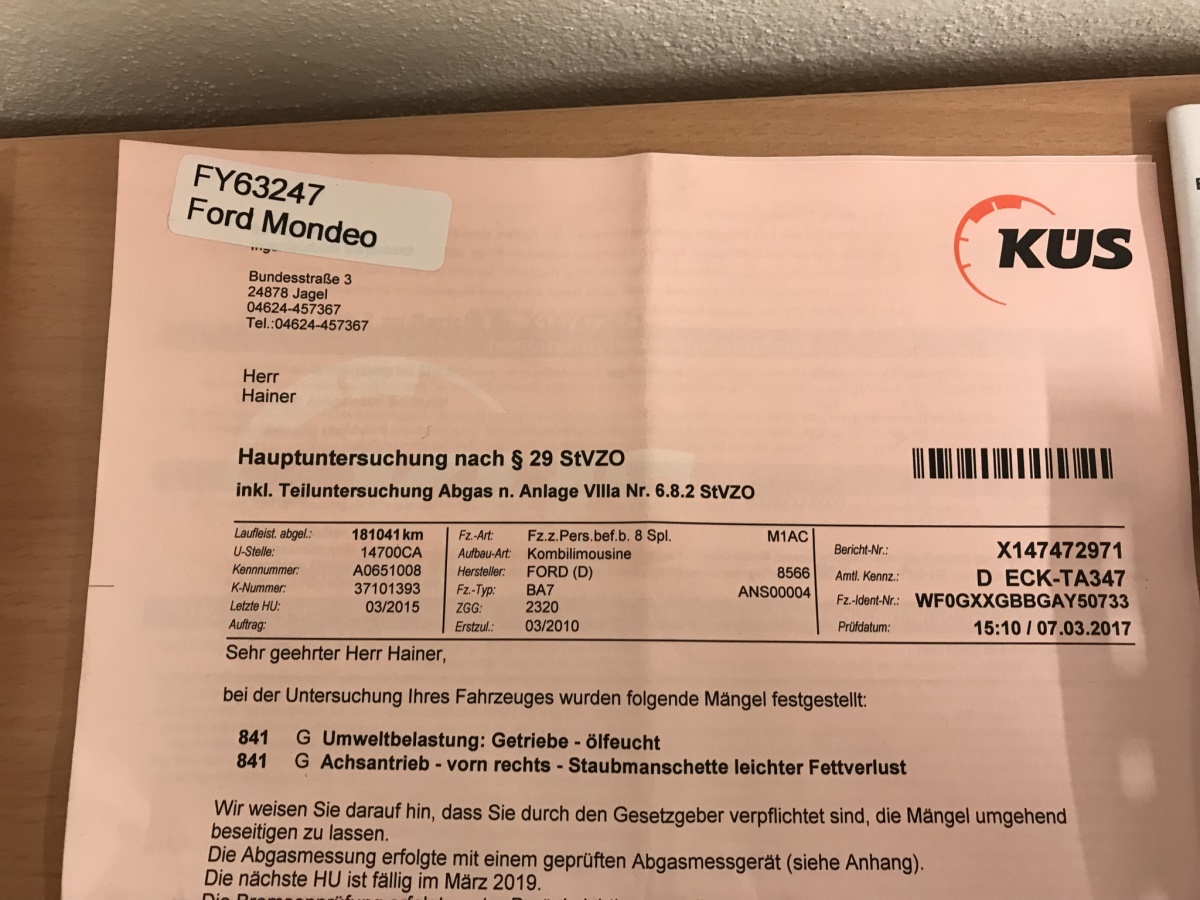 FY63247
Ford Mondeo
KÜS
Bundesstraße 3
24878 Jagel
04624-457367
Tel.:04624-457367
Herr
Hainer
Hauptuntersuchung nach § 29 StVZO
inkl. Teiluntersuchung Abgas n. Anlage VIIIa Nr. 6.8.2 StVZO
Laufleist. abgel.: 181041 km Fz.-Art: Fz.z.Pers.bef.b. 8 Spl. M1AC
U-Stelle: 14700CA Aufbau-Art: Kombilimousine
Kennnummer: A0651008 Hersteller: FORD (D) 8566
K-Nummer: 37101393 Fz.-Typ: BA7 ANS00004
Letzte HU: 03/2015 ZGG: 2320
Auftrag: Erstzul.: 03/2010
Bericht-Nr.: X147472971
Amtl. Kennz.: D ECK-TA347
Fz.-Ident-Nr.: WF0GXXGBBGAY50733
Prüfdatum: 15:10 / 07.03.2017
Sehr geehrter Herr Hainer,
bei der Untersuchung Ihres Fahrzeuges wurden folgende Mängel festgestellt:
841 G Umweltbelastung: Getriebe - ölfeucht
841 G Achsantrieb - vorn rechts - Staubmanschette leichter Fettverlust
Wir weisen Sie darauf hin, dass Sie durch den Gesetzgeber verpflichtet sind, die Mängel umgehend
beseitigen zu lassen.
Die Abgasmessung erfolgte mit einem geprüften Abgasmessgerät (siehe Anhang).
Die nächste HU ist fällig im März 2019.